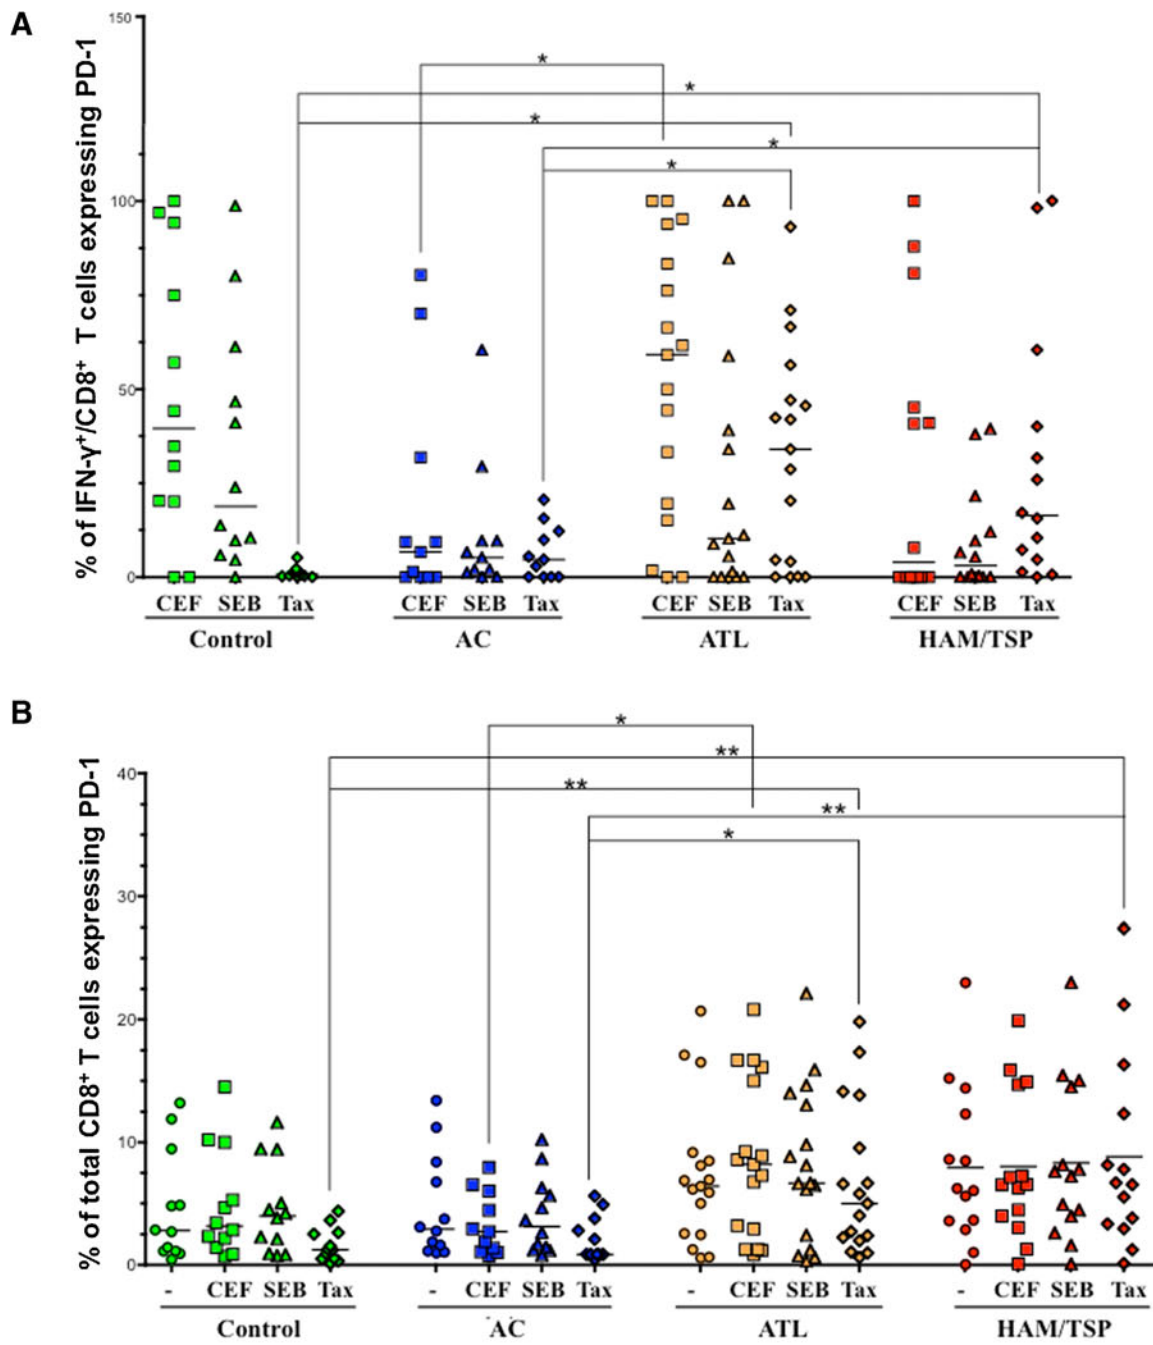 A
% of IFN-γ⁺/CD8⁺ T cells expressing PD-1
150
100
50
0
*
*
*
*
*
CEF SEB Tax CEF SEB Tax CEF SEB Tax CEF SEB Tax
Control AC ATL HAM/TSP
B
% of total CD8⁺ T cells expressing PD-1
40
30
20
10
0
*
**
**
**
*
- CEF SEB Tax - CEF SEB Tax - CEF SEB Tax - CEF SEB Tax
Control AC ATL HAM/TSP